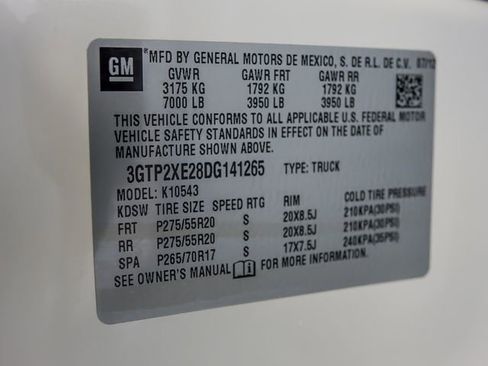 GM
*MFD BY GENERAL MOTORS DE MEXICO, S. DE R.L. DE C.V. 07/12
GVWR GAWR FRT GAWR RR
3175 KG 1792 KG 1792 KG
7000 LB 3950 LB 3950 LB
THIS VEHICLE CONFORMS TO ALL APPLICABLE U.S. FEDERAL MOTOR
VEHICLE SAFETY STANDARDS IN EFFECT ON THE DATE OF
MANUFACTURE SHOWN ABOVE.
3GTP2XE28DG141265 TYPE: TRUCK
MODEL: K10543
KDSW TIRE SIZE SPEED RTG RIM COLD TIRE PRESSURE
FRT P275/55R20 S 20X8.5J 210KPA(30PSI)
RR P275/55R20 S 20X8.5J 210KPA(30PSI)
SPA P265/70R17 S 17X7.5J 240KPA(35PSI)
SEE OWNER'S MANUAL FOR MORE INFORMATION.